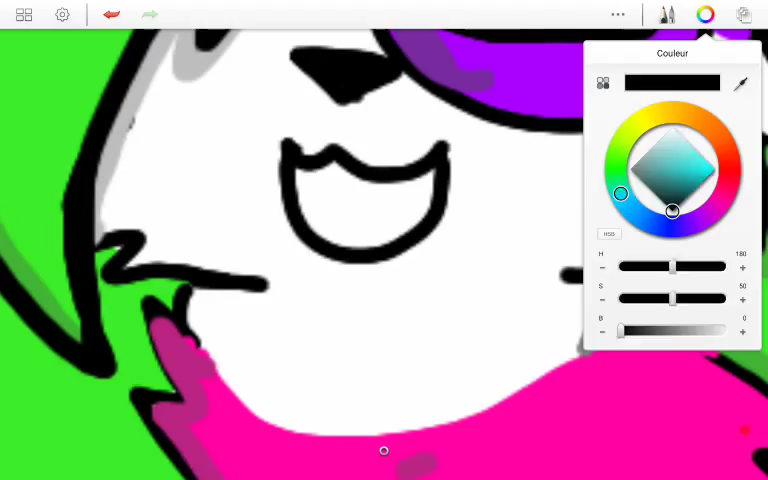 Couleur
HSB
H 180
− +
S 50
− +
B 0
− +